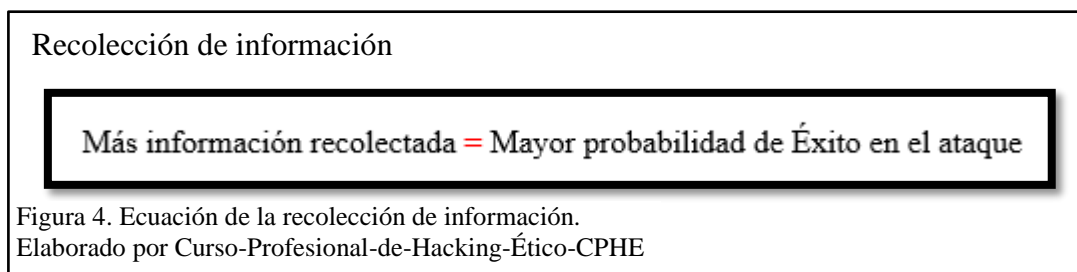 Recolección de información
Más información recolectada = Mayor probabilidad de Éxito en el ataque
Figura 4. Ecuación de la recolección de información.
Elaborado por Curso-Profesional-de-Hacking-Ético-CPHE